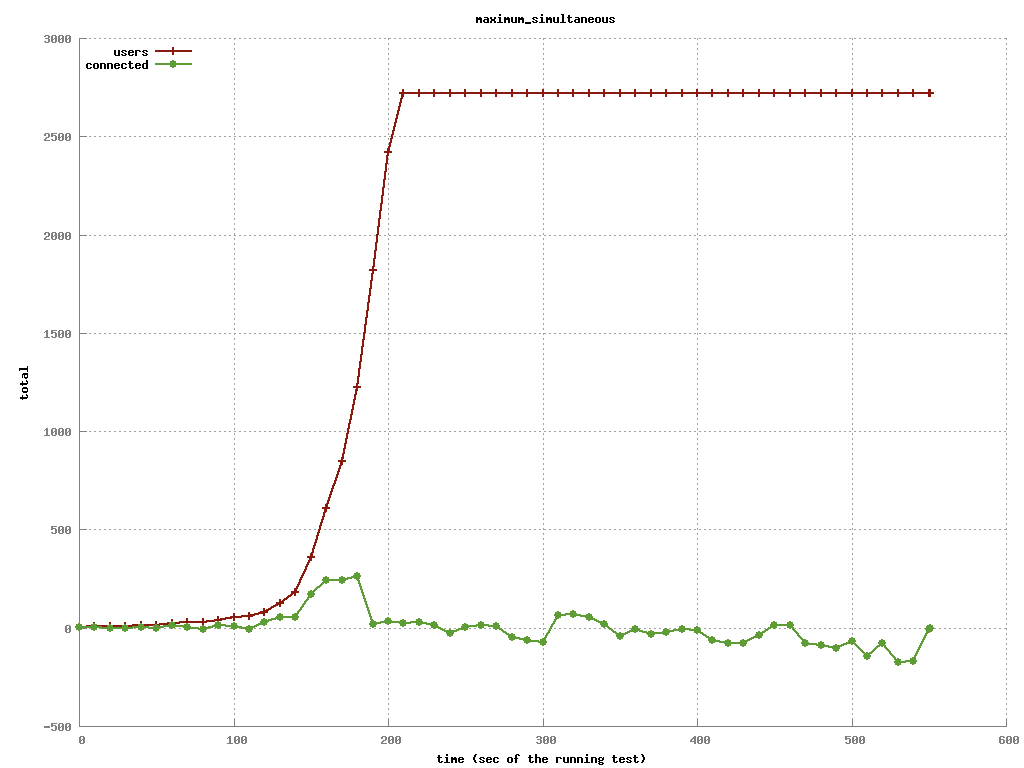 maximum_simultaneous
users
connected
3000
2500
2000
1500
1000
500
0
-500
total
0 100 200 300 400 500 600
time (sec of the running test)